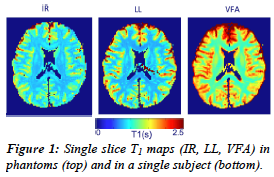 IR LL VFA
0 T1(s) 2.5
Figure 1: Single slice T1 maps (IR, LL, VFA) in
phantoms (top) and in a single subject (bottom).